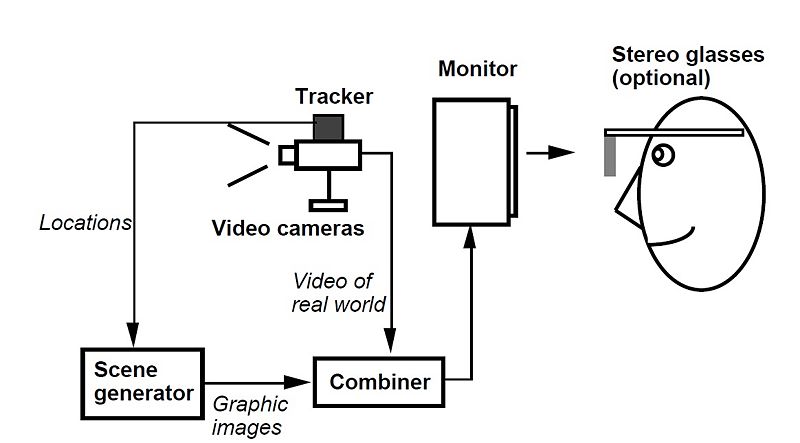 Stereo glasses
(optional)
Monitor
Tracker
Locations
Video cameras
Video of
real world
Scene
generator
Combiner
Graphic
images